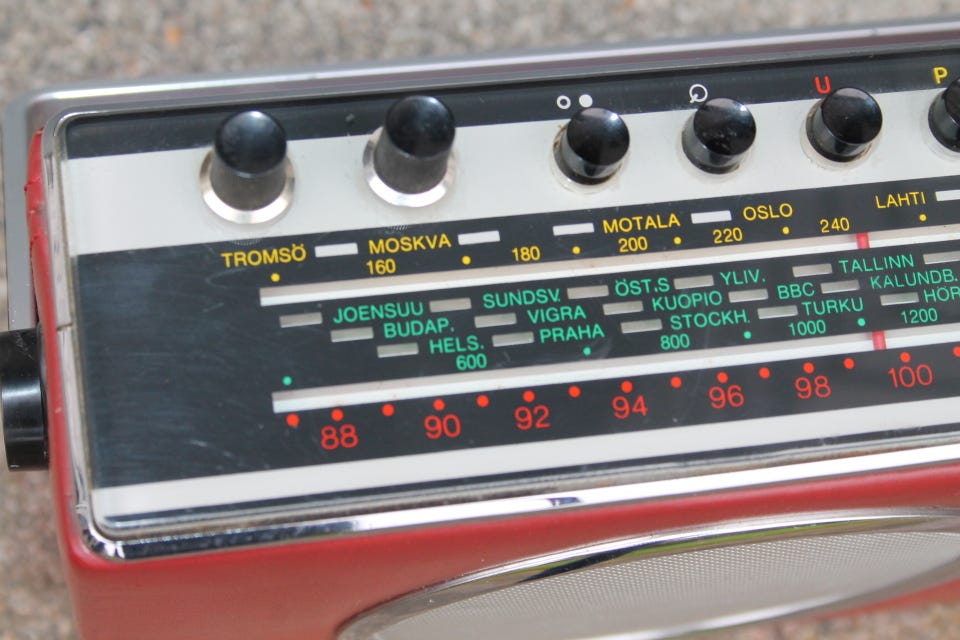 U P
TROMSÖ MOSKVA MOTALA OSLO LAHTI
160 180 200 220 240
JOENSUU SUNDSV. ÖST.S YLIV. TALLINN
BUDAP. VIGRA KUOPIO BBC KALUNDB.
HELS. PRAHA STOCKH. TURKU HÖR
600 800 1000 1200
88 90 92 94 96 98 100